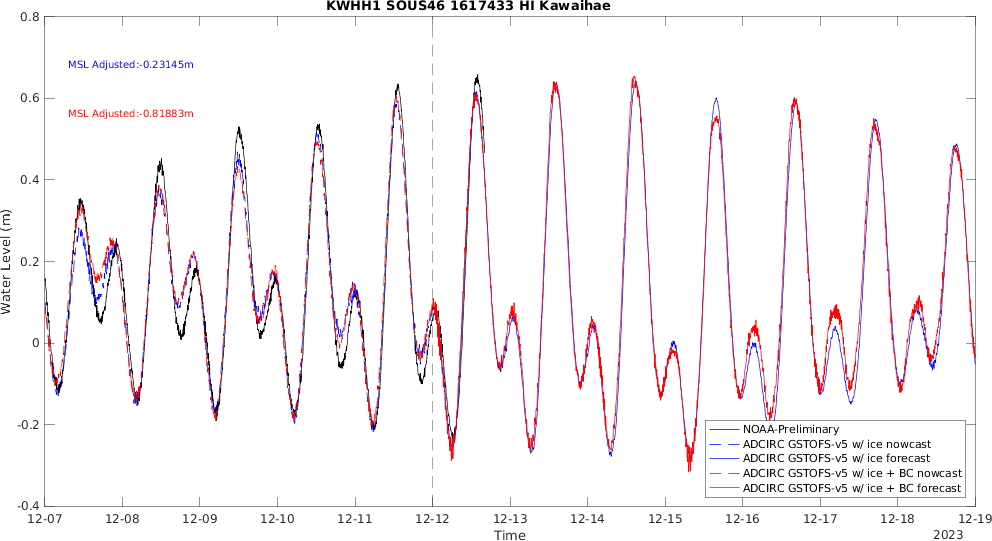 KWHH1 SOUS46 1617433 HI Kawaihae
MSL Adjusted:-0.23145m
MSL Adjusted:-0.81883m
Water Level (m)
0.8
0.6
0.4
0.2
0
-0.2
-0.4
NOAA-Preliminary
ADCIRC GSTOFS-v5 w/ ice nowcast
ADCIRC GSTOFS-v5 w/ ice forecast
ADCIRC GSTOFS-v5 w/ ice + BC nowcast
ADCIRC GSTOFS-v5 w/ ice + BC forecast
12-07 12-08 12-09 12-10 12-11 12-12 12-13 12-14 12-15 12-16 12-17 12-18 12-19
Time
2023